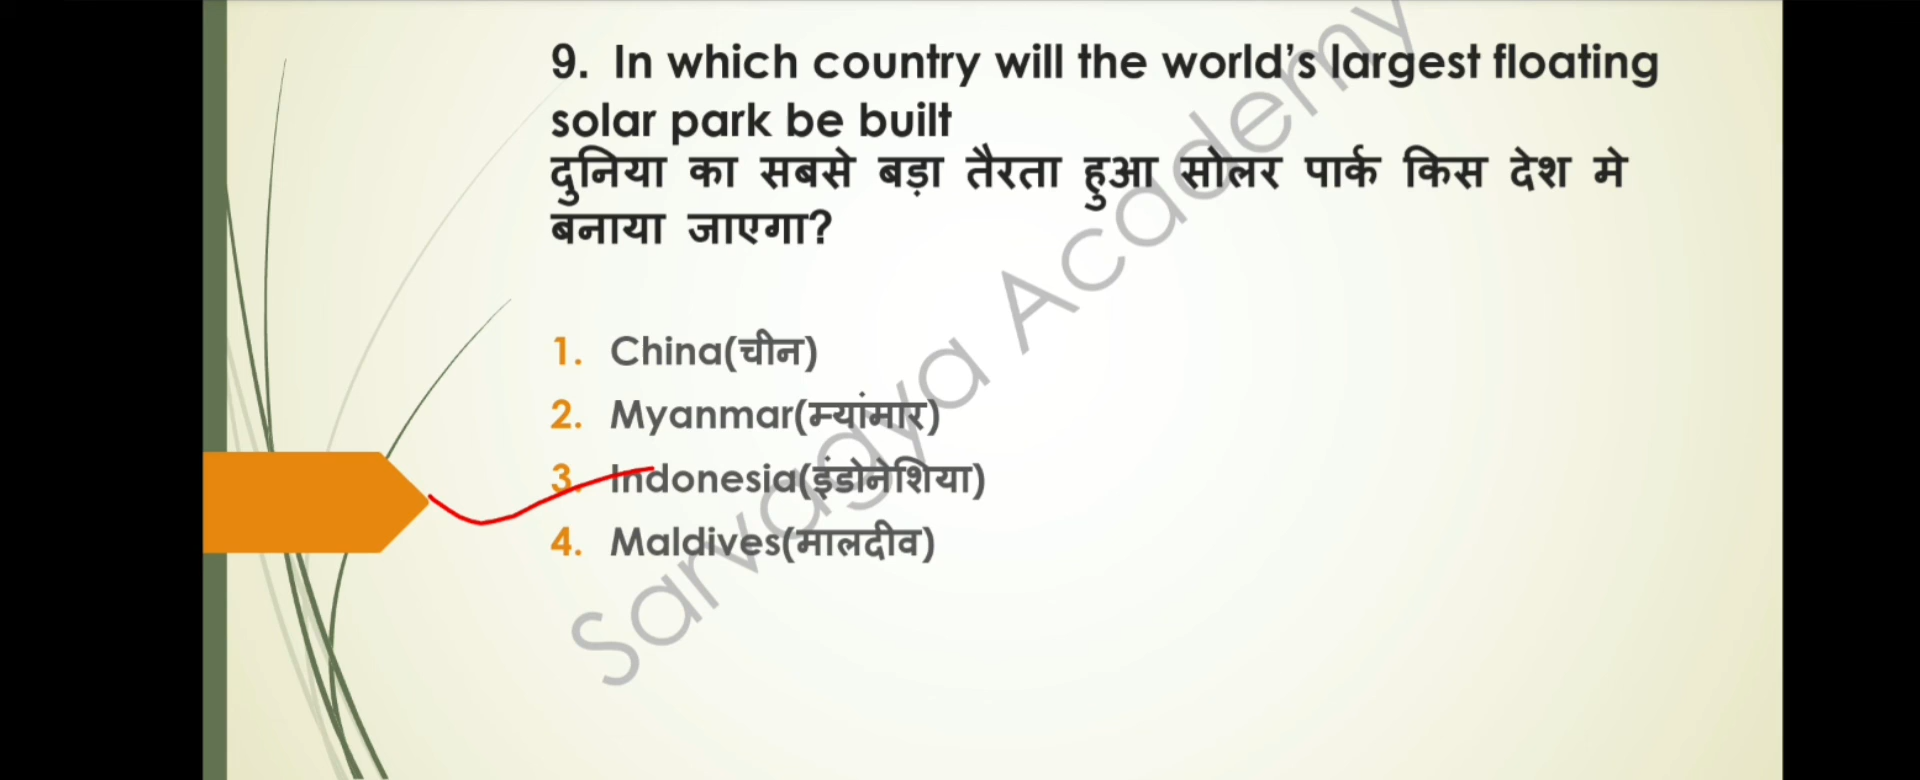 9. In which country will the world's largest floating
solar park be built
दुनिया का सबसे बड़ा तैरता हुआ सोलर पार्क किस देश मे
बनाया जाएगा?
1. China(चीन)
2. Myanmar(म्यांमार)
3. Indonesia(इंडोनेशिया)
4. Maldives(मालदीव)
Sarvagya Academy